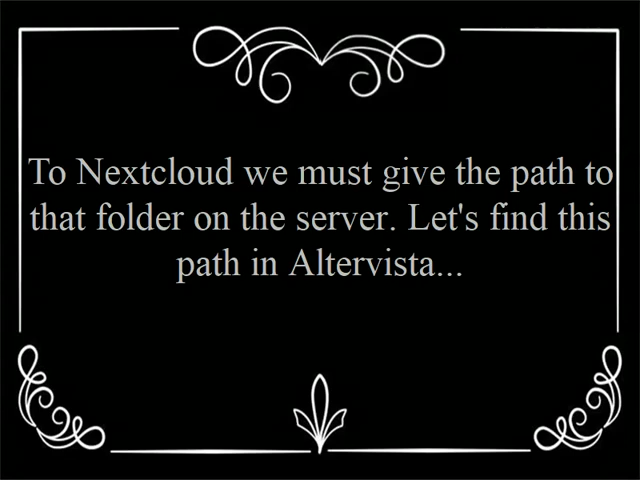 To Nextcloud we must give the path to
that folder on the server. Let's find this
path in Altervista...